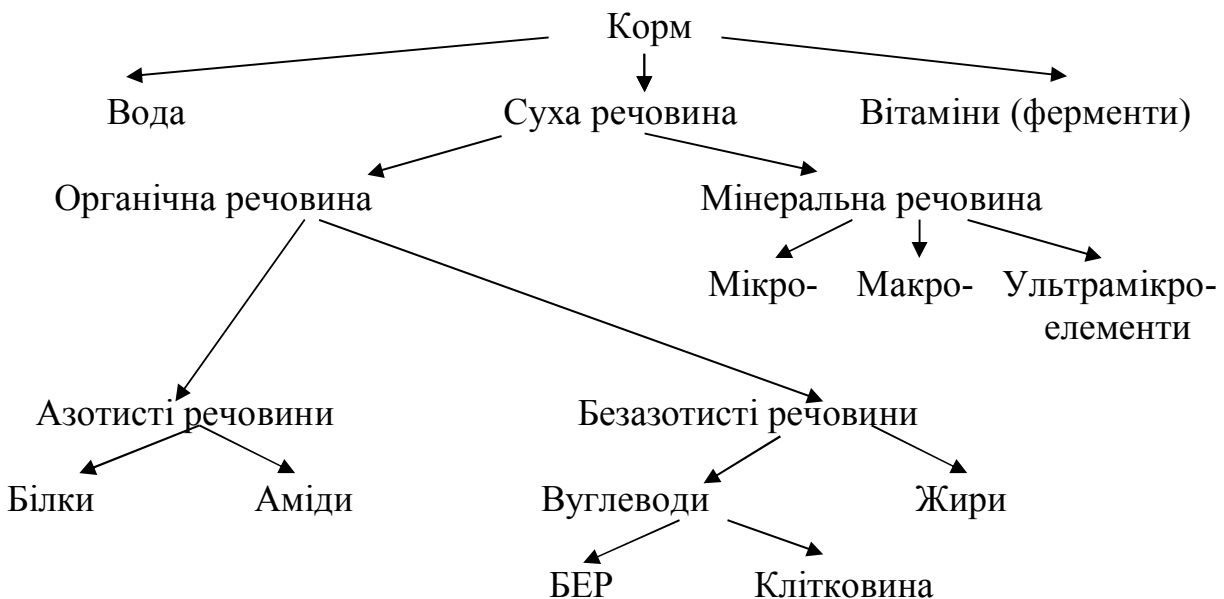 Корм
Вода Суха речовина Вітаміни (ферменти)
Органічна речовина Мінеральна речовина
Мікро- Макро- Ультрамікро-
елементи
Азотисті речовини Безазотисті речовини
Білки Аміди Вуглеводи Жири
БЕР Клітковина